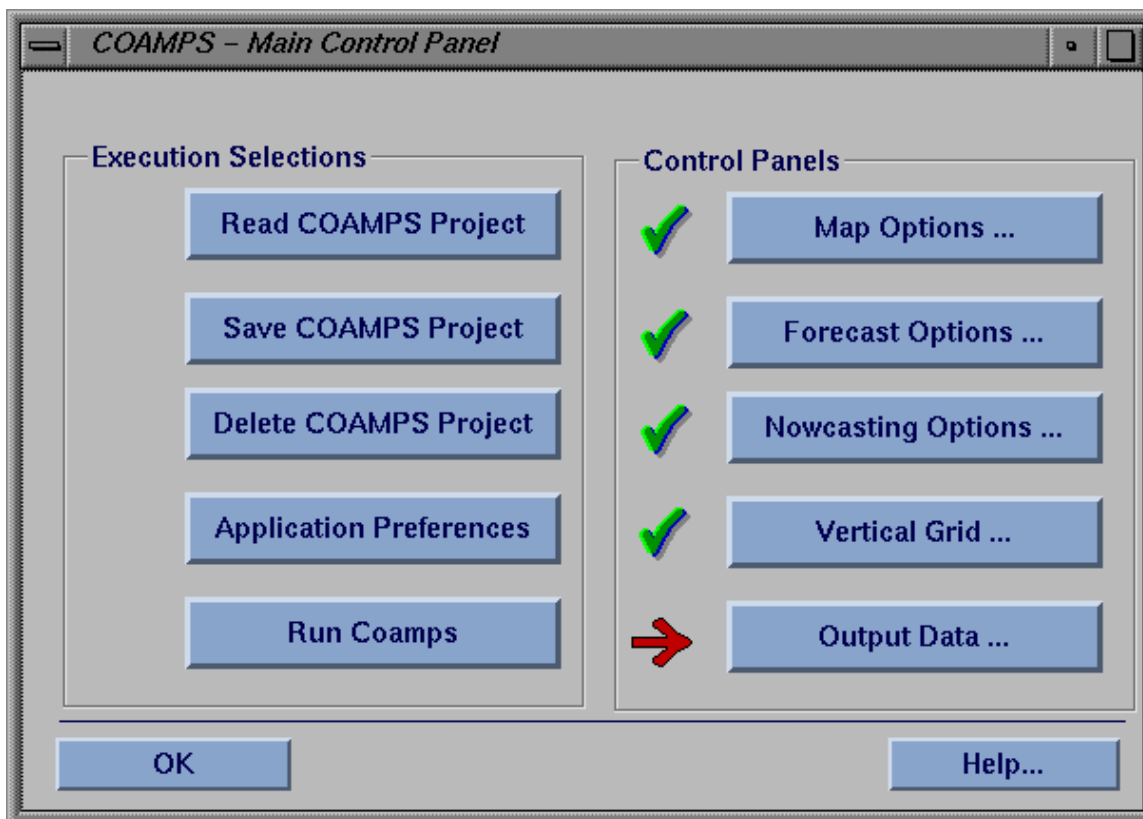 COAMPS – Main Control Panel
Execution Selections
Read COAMPS Project
Save COAMPS Project
Delete COAMPS Project
Application Preferences
Run Coamps
Control Panels
Map Options ...
Forecast Options ...
Nowcasting Options ...
Vertical Grid ...
Output Data ...
OK
Help...